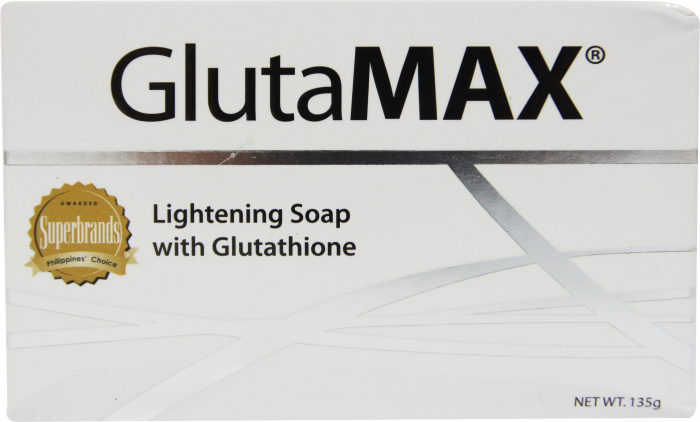 GlutaMAX®
AWARDED
Superbrands
Philippines' Choice
Lightening Soap
with Glutathione
NET WT. 135g